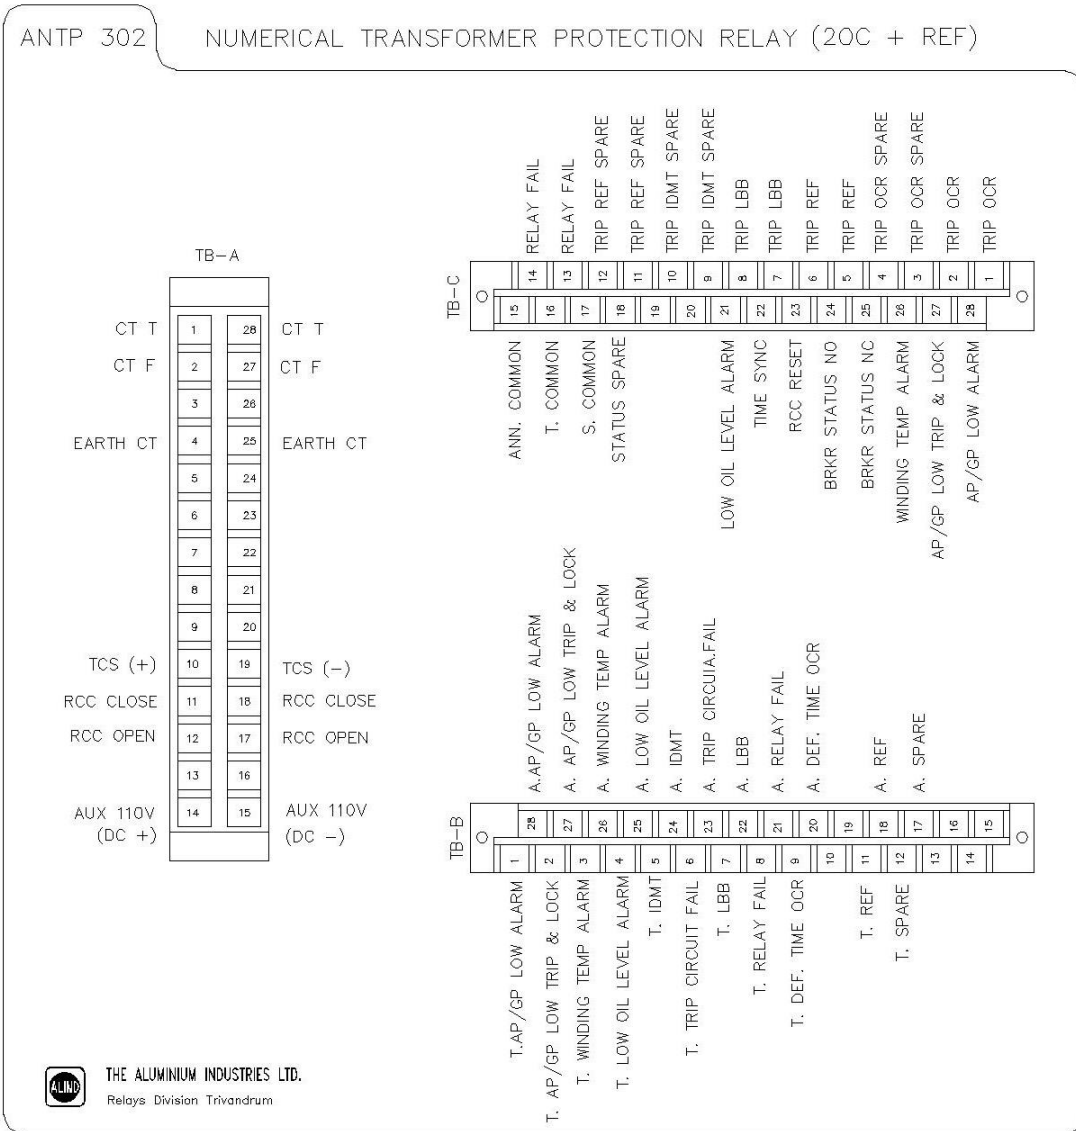 ANTP 302
NUMERICAL TRANSFORMER PROTECTION RELAY (2OC + REF)
TB-A
CT T 1 28 CT T
CT F 2 27 CT F
3 26
EARTH CT 4 25 EARTH CT
5 24
6 23
7 22
8 21
9 20
TCS (+) 10 19 TCS (-)
RCC CLOSE 11 18 RCC CLOSE
RCC OPEN 12 17 RCC OPEN
13 16
AUX 110V 14 15 AUX 110V
(DC +) (DC -)
TB-C
RELAY FAIL
RELAY FAIL
TRIP REF SPARE
TRIP REF SPARE
TRIP IDMT SPARE
TRIP IDMT SPARE
TRIP LBB
TRIP LBB
TRIP REF
TRIP REF
TRIP OCR SPARE
TRIP OCR SPARE
TRIP OCR
TRIP OCR
14 13 12 11 10 9 8 7 6 5 4 3 2 1
15 16 17 18 19 20 21 22 23 24 25 26 27 28
ANN. COMMON
T. COMMON
S. COMMON
STATUS SPARE
LOW OIL LEVEL ALARM
TIME SYNC
RCC RESET
BRKR STATUS NO
BRKR STATUS NC
WINDING TEMP ALARM
AP/GP LOW TRIP & LOCK
AP/GP LOW ALARM
TB-B
A.AP/GP LOW ALARM
A. AP/GP LOW TRIP & LOCK
A. WINDING TEMP ALARM
A. LOW OIL LEVEL ALARM
A. IDMT
A. TRIP CIRCUIA.FAIL
A. LBB
A. RELAY FAIL
A. DEF. TIME OCR
A. REF
A. SPARE
28 27 26 25 24 23 22 21 20 19 18 17 16 15
1 2 3 4 5 6 7 8 9 10 11 12 13 14
T.AP/GP LOW ALARM
T. AP/GP LOW TRIP & LOCK
T. WINDING TEMP ALARM
T. LOW OIL LEVEL ALARM
T. IDMT
T. TRIP CIRCUIT FAIL
T. LBB
T. RELAY FAIL
T. DEF. TIME OCR
T. REF
T. SPARE
ALIND
THE ALUMINIUM INDUSTRIES LTD.
Relays Division Trivandrum